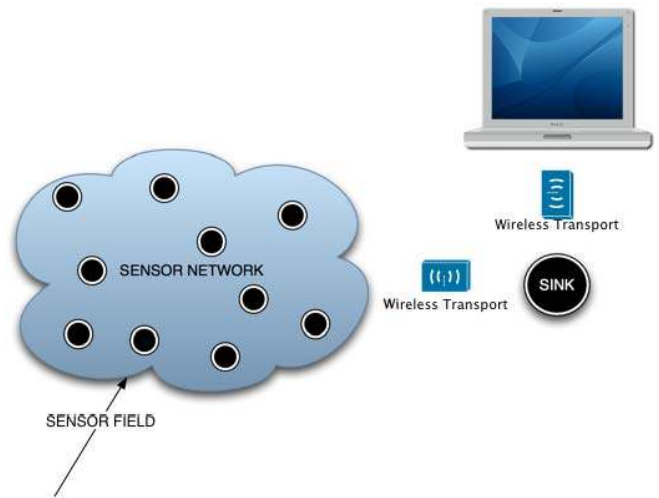 Wireless Transport
SENSOR NETWORK
SINK
Wireless Transport
SENSOR FIELD